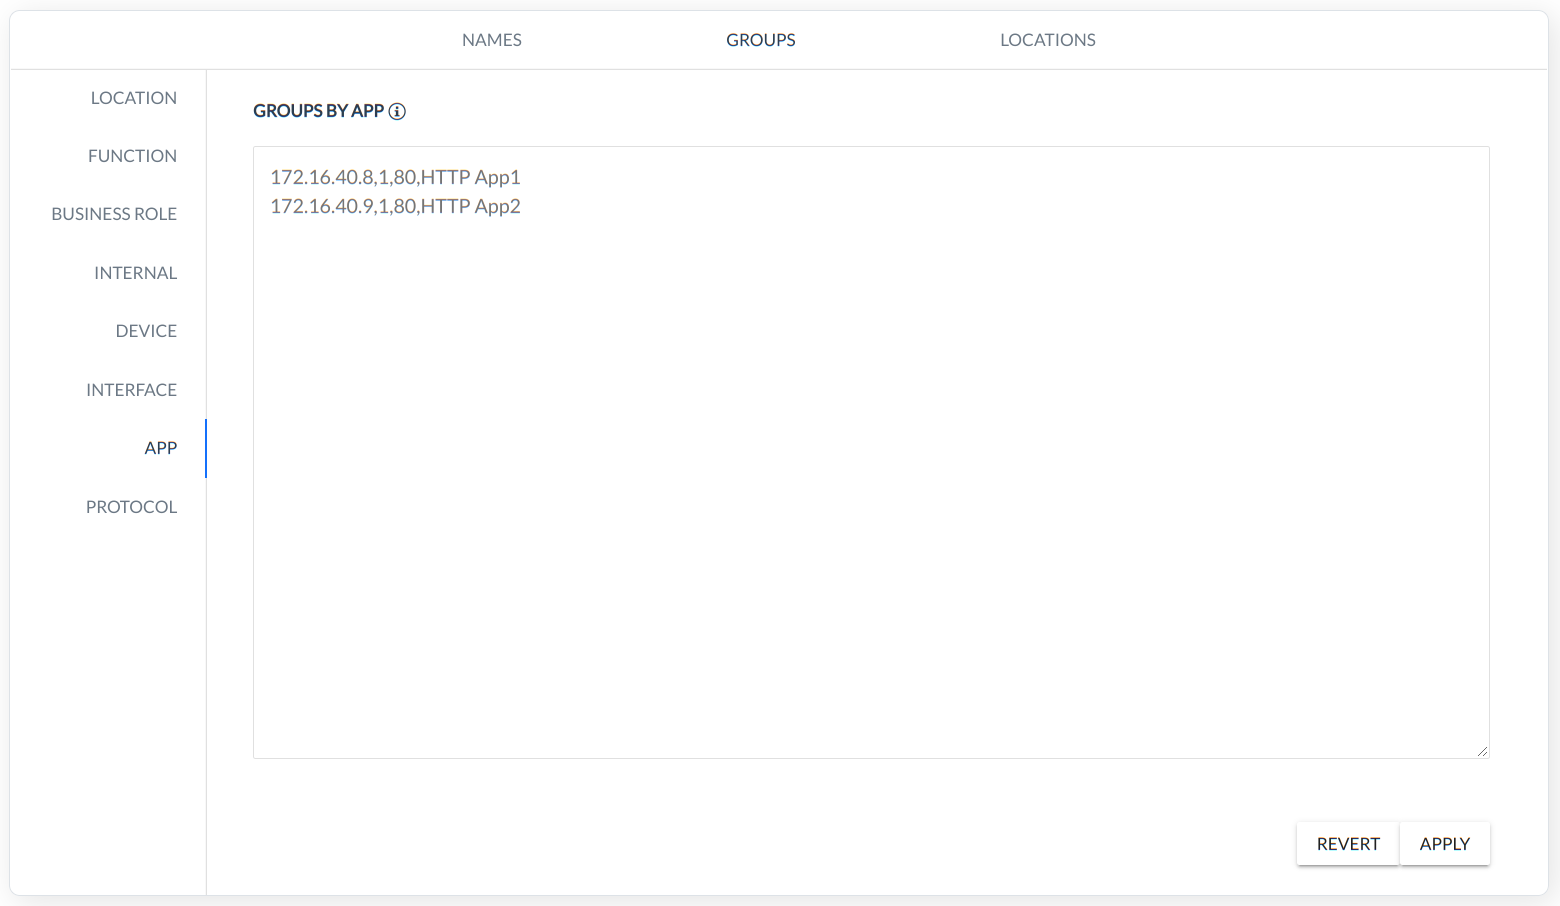 NAMES GROUPS LOCATIONS
LOCATION
FUNCTION
BUSINESS ROLE
INTERNAL
DEVICE
INTERFACE
APP
PROTOCOL
GROUPS BY APP
172.16.40.8,1,80,HTTP App1
172.16.40.9,1,80,HTTP App2
REVERT APPLY